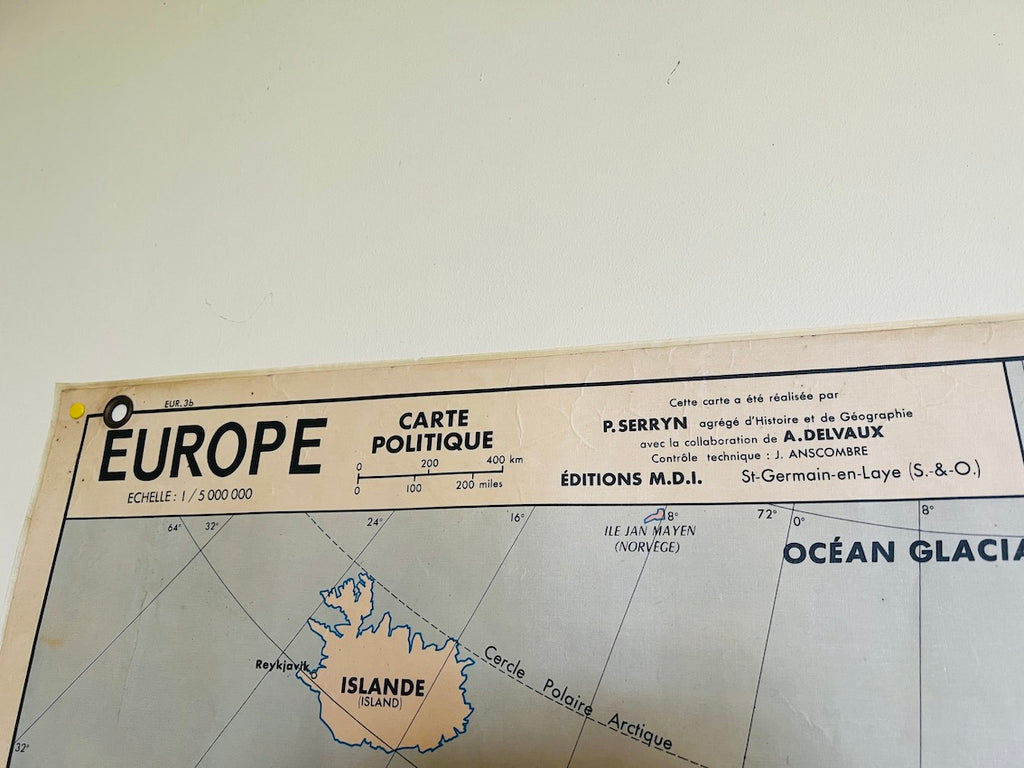 EUR. 3b
EUROPE
ECHELLE : 1 / 5 000 000
CARTE
POLITIQUE
0 200 400 km
0 100 200 miles
Cette carte a été réalisée par
P. SERRYN agrégé d'Histoire et de Géographie
avec la collaboration de A. DELVAUX
Contrôle technique : J. ANSCOMBRE
ÉDITIONS M.D.I. St-Germain-en-Laye (S.-&-O.)
64° 32° 24° 16° 8° 72° 0° 8°
ILE JAN MAYEN
(NORVÈGE)
OCÉAN GLACIA
Reykjavik
ISLANDE
(ISLAND)
Cercle Polaire Arctique
32°